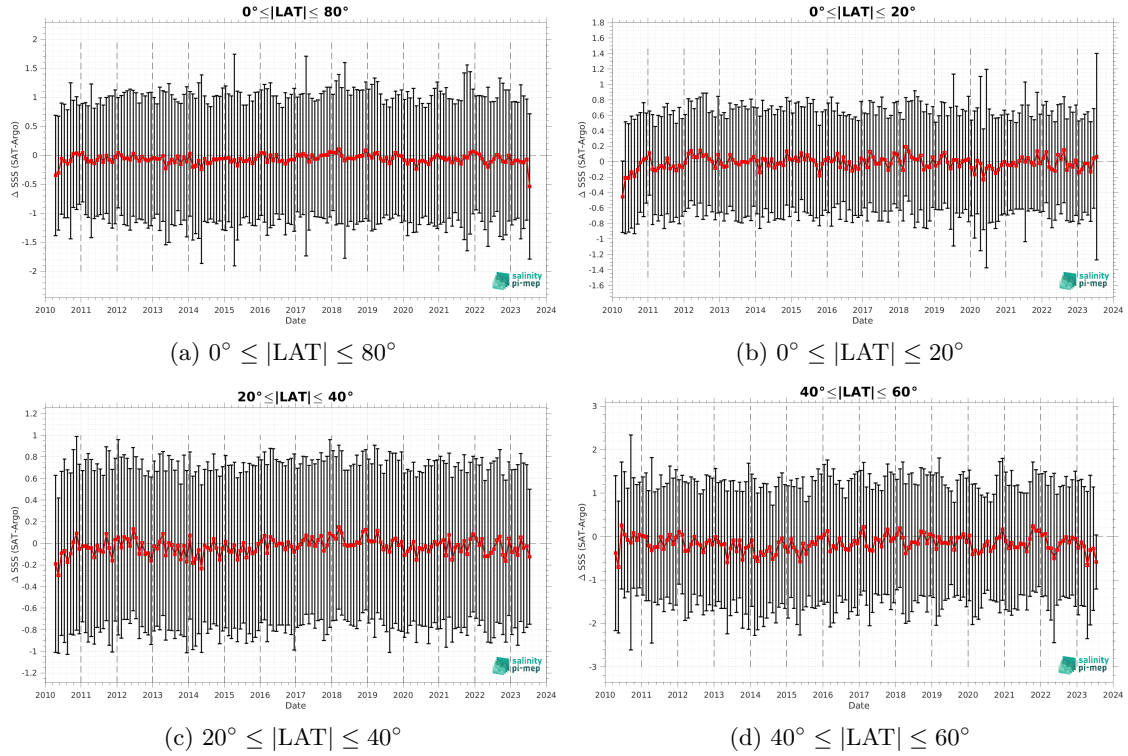 0°≤|LAT|≤ 80°
2
1.5
1
0.5
0
-0.5
-1
-1.5
-2
Δ SSS (SAT-Argo)
2010 2011 2012 2013 2014 2015 2016 2017 2018 2019 2020 2021 2022 2023 2024
Date
salinity
pi-mep
(a) 0° ≤ |LAT| ≤ 80°
0°≤|LAT|≤ 20°
1.8
1.6
1.4
1.2
1
0.8
0.6
0.4
0.2
0
-0.2
-0.4
-0.6
-0.8
-1
-1.2
-1.4
-1.6
Δ SSS (SAT-Argo)
2010 2011 2012 2013 2014 2015 2016 2017 2018 2019 2020 2021 2022 2023 2024
Date
salinity
pi-mep
(b) 0° ≤ |LAT| ≤ 20°
20°≤|LAT|≤ 40°
1.2
1
0.8
0.6
0.4
0.2
0
-0.2
-0.4
-0.6
-0.8
-1
-1.2
Δ SSS (SAT-Argo)
2010 2011 2012 2013 2014 2015 2016 2017 2018 2019 2020 2021 2022 2023 2024
Date
salinity
pi-mep
(c) 20° ≤ |LAT| ≤ 40°
40°≤|LAT|≤ 60°
3
2
1
0
-1
-2
-3
Δ SSS (SAT-Argo)
2010 2011 2012 2013 2014 2015 2016 2017 2018 2019 2020 2021 2022 2023 2024
Date
salinity
pi-mep
(d) 40° ≤ |LAT| ≤ 60°